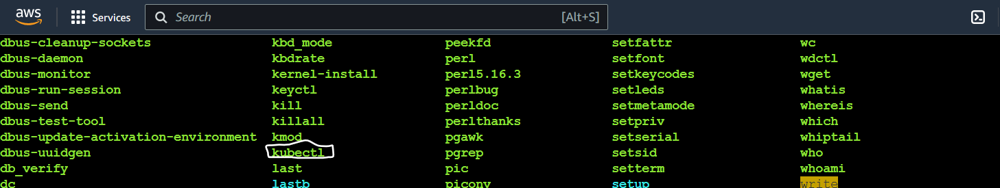 aws Services Search [Alt+S]
dbus-cleanup-sockets kbd_mode peekfd setfattr wc
dbus-daemon kbdrate perl setfont wdctl
dbus-monitor kernel-install perl5.16.3 setkeycodes wget
dbus-run-session keyctl perlbug setleds whatis
dbus-send kill perldoc setmetamode whereis
dbus-test-tool killall perlthanks setpriv which
dbus-update-activation-environment kmod pgawk setserial whiptail
dbus-uuidgen kubectl pgrep setsid who
db_verify last pic setterm whoami
dc lastb piconv setup write